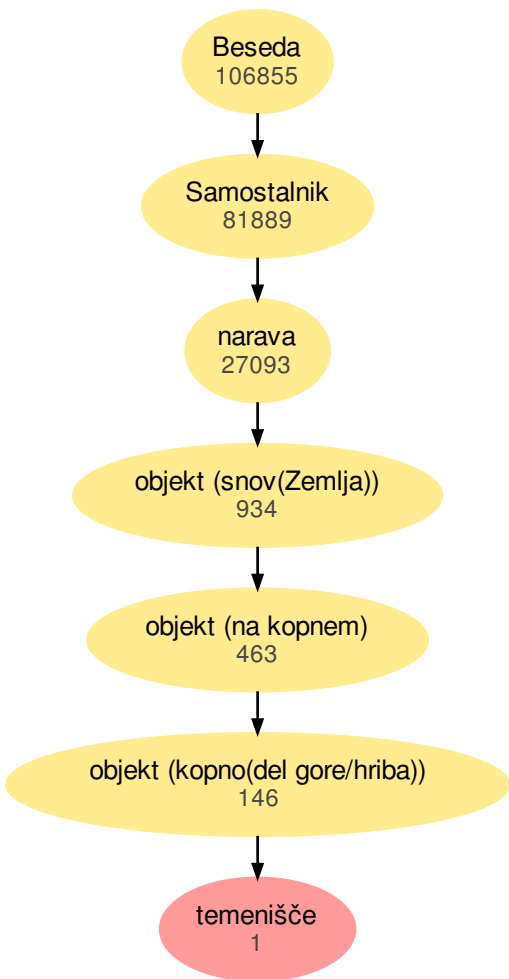 Beseda
106855
Samostalnik
81889
narava
27093
objekt (snov(Zemlja))
934
objekt (na kopnem)
463
objekt (kopno(del gore/hriba))
146
temenišče
1